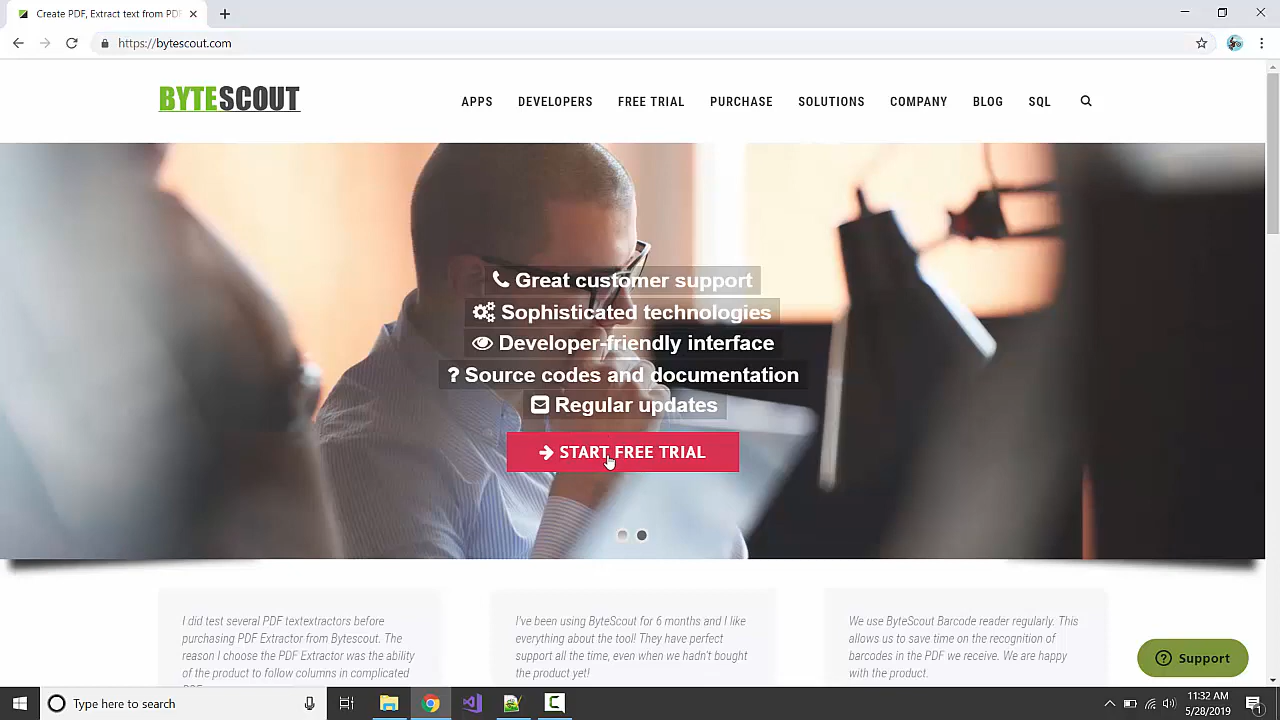 Create PDF, Extract text from PDF
https://bytescout.com
BYTESCOUT
APPS DEVELOPERS FREE TRIAL PURCHASE SOLUTIONS COMPANY BLOG SQL
Great customer support
Sophisticated technologies
Developer-friendly interface
? Source codes and documentation
Regular updates
START FREE TRIAL
I did test several PDF textextractors before
purchasing PDF Extractor from Bytescout. The
reason I choose the PDF Extractor was the ability
of the product to follow columns in complicated
I've been using ByteScout for 6 months and I like
everything about the tool! They have perfect
support all the time, even when we hadn't bought
the product yet!
We use ByteScout Barcode reader regularly. This
allows us to save time on the recognition of
barcodes in the PDF we receive. We are happy
with the product.
Support
Type here to search
11:32 AM
5/28/2019
1